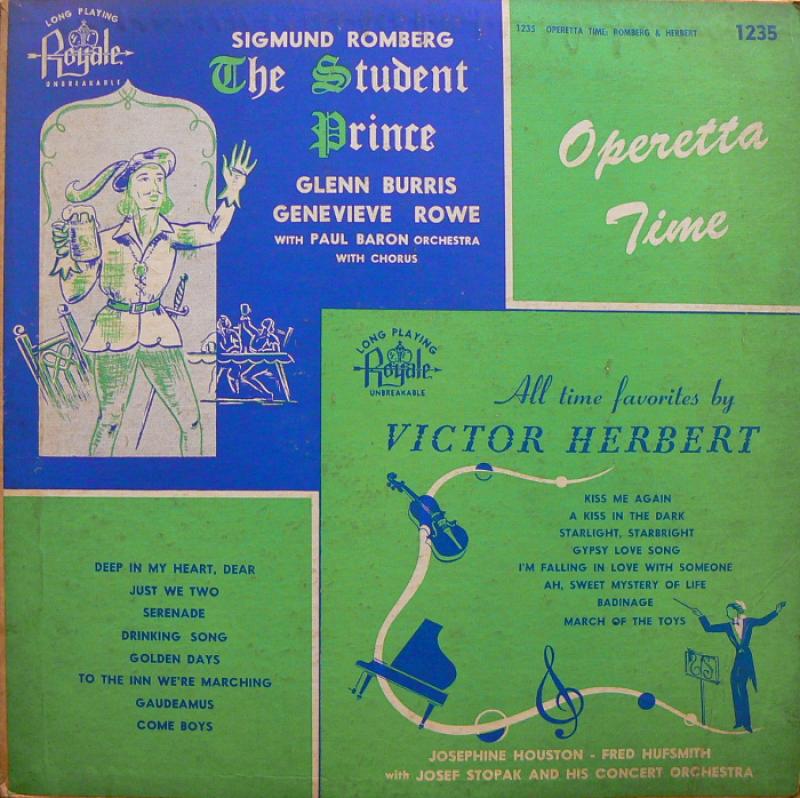 LONG PLAYING
Royale
UNBREAKABLE
SIGMUND ROMBERG
The Student
Prince
GLENN BURRIS
GENEVIEVE ROWE
WITH PAUL BARON ORCHESTRA
WITH CHORUS
1235 OPERETTA TIME: ROMBERG & HERBERT
1235
Operetta
Time
LONG PLAYING
Royale
UNBREAKABLE
All time favorites by
VICTOR HERBERT
KISS ME AGAIN
A KISS IN THE DARK
STARLIGHT, STARBRIGHT
GYPSY LOVE SONG
I'M FALLING IN LOVE WITH SOMEONE
AH, SWEET MYSTERY OF LIFE
BADINAGE
MARCH OF THE TOYS
DEEP IN MY HEART, DEAR
JUST WE TWO
SERENADE
DRINKING SONG
GOLDEN DAYS
TO THE INN WE'RE MARCHING
GAUDEAMUS
COME BOYS
JOSEPHINE HOUSTON - FRED HUFSMITH
with JOSEF STOPAK AND HIS CONCERT ORCHESTRA